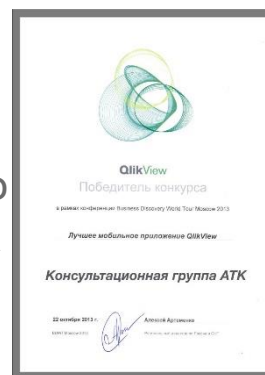 QlikView
Победитель конкурса
в рамках конференции Business Discovery World Tour Moscow 2013
Лучшее мобильное приложение QlikView
Консультационная группа АТК
22 октября 2013 г.
Алексей Артемьев